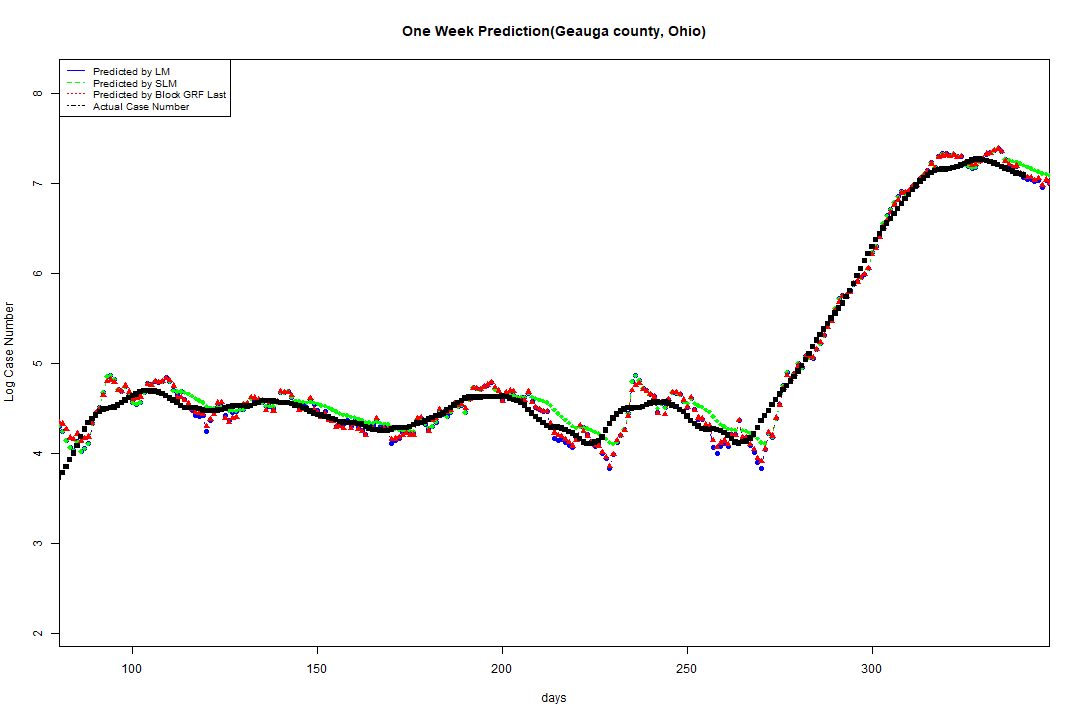 One Week Prediction(Geauga county, Ohio)
Predicted by LM
Predicted by SLM
Predicted by Block GRF Last
Actual Case Number
8
7
6
5
4
3
2
Log Case Number
100 150 200 250 300
days